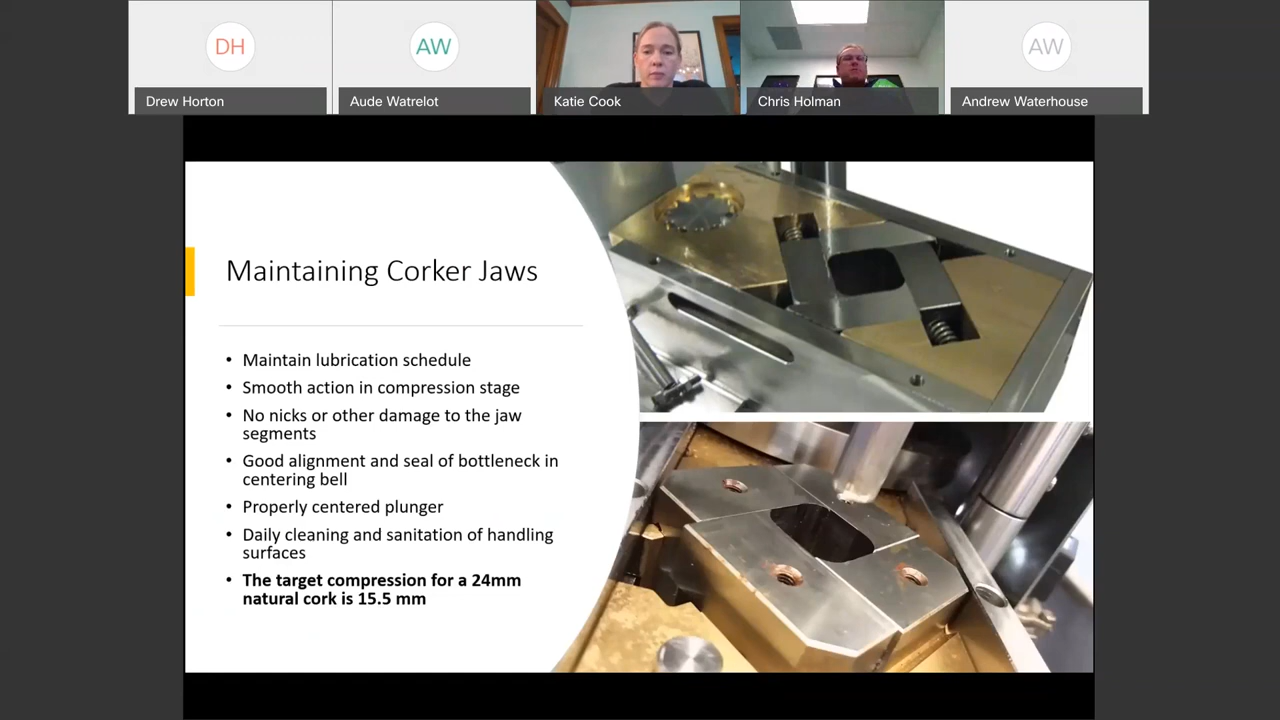 DH
AW
AW
Drew Horton
Aude Watrelot
Katie Cook
Chris Holman
Andrew Waterhouse
Maintaining Corker Jaws
• Maintain lubrication schedule
• Smooth action in compression stage
• No nicks or other damage to the jaw
segments
• Good alignment and seal of bottleneck in
centering bell
• Properly centered plunger
• Daily cleaning and sanitation of handling
surfaces
• The target compression for a 24mm
natural cork is 15.5 mm